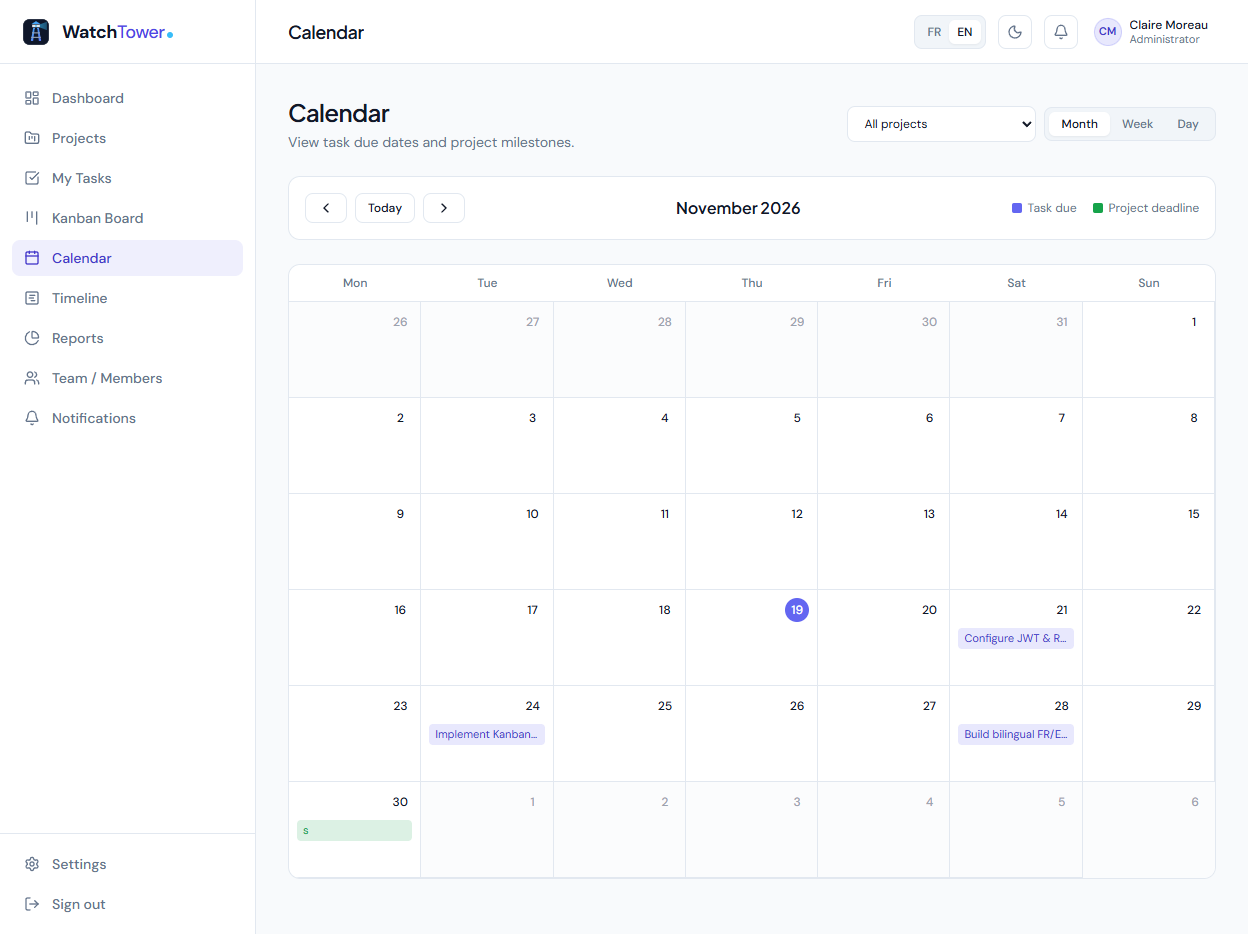 WatchTower
Calendar
FR EN
CM
Claire Moreau
Administrator
Dashboard
Projects
My Tasks
Kanban Board
Calendar
Timeline
Reports
Team / Members
Notifications
Settings
Sign out
Calendar
View task due dates and project milestones.
All projects
Month Week Day
Today
November 2026
Task due Project deadline
Mon Tue Wed Thu Fri Sat Sun
26 27 28 29 30 31 1
2 3 4 5 6 7 8
9 10 11 12 13 14 15
16 17 18 19 20 21 22
Configure JWT & R...
23 24 25 26 27 28 29
Implement Kanban... Build bilingual FR/E...
30 1 2 3 4 5 6
s